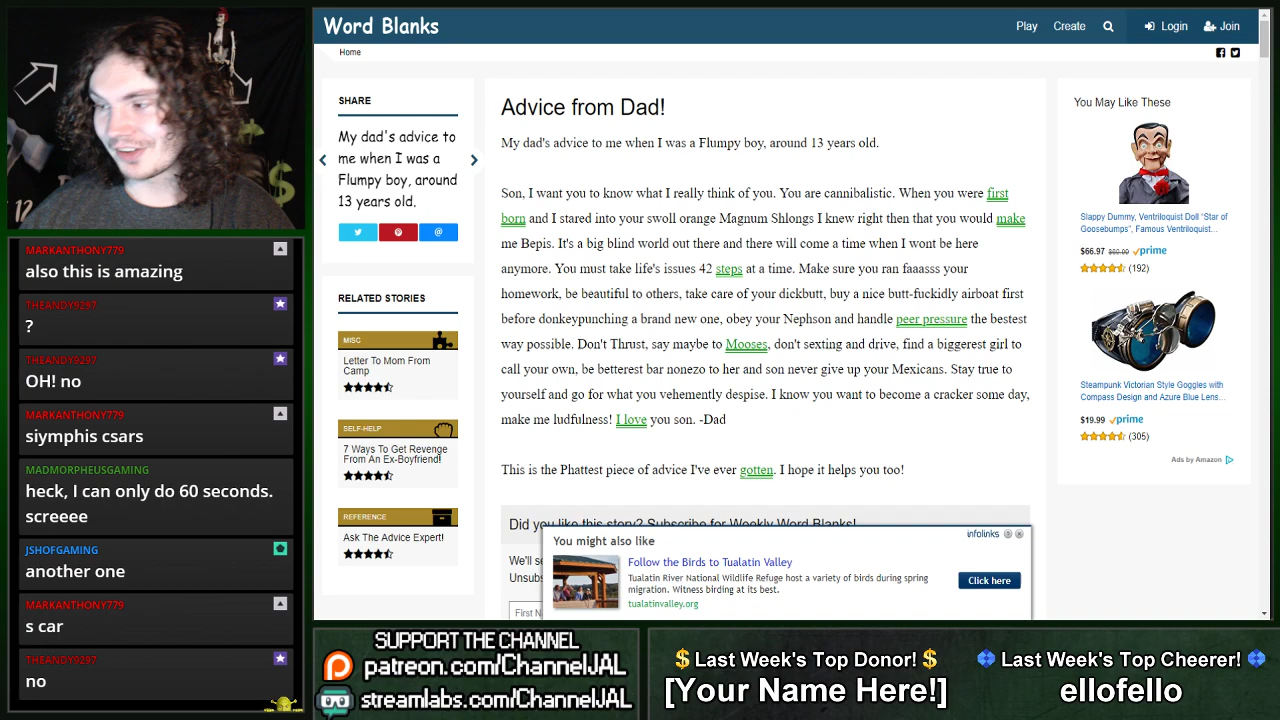 Word Blanks
Play
Create
Login
Join
Home
SHARE
My dad's advice to
me when I was a
Flumpy boy, around
13 years old.
RELATED STORIES
MISC
Letter To Mom From
Camp
SELF-HELP
7 Ways To Get Revenge
From An Ex-Boyfriend!
REFERENCE
Ask The Advice Expert!
Advice from Dad!
My dad's advice to me when I was a Flumpy boy, around 13 years old.
Son, I want you to know what I really think of you. You are cannibalistic. When you were first
born and I stared into your swoll orange Magnum Shlongs I knew right then that you would make
me Bepis. It's a big blind world out there and there will come a time when I wont be here
anymore. You must take life's issues 42 steps at a time. Make sure you ran faaasss your
homework, be beautiful to others, take care of your dickbutt, buy a nice butt-fuckidly airboat first
before donkeypunching a brand new one, obey your Nephson and handle peer pressure the bestest
way possible. Don't Thrust, say maybe to Mooses, don't sexting and drive, find a biggerest girl to
call your own, be betterest bar nonezo to her and son never give up your Mexicans. Stay true to
yourself and go for what you vehemently despise. I know you want to become a cracker some day,
make me ludfulness! I love you son. -Dad
This is the Phattest piece of advice I've ever gotten. I hope it helps you too!
Did you like this story? Subscribe for Weekly Word Blanks!
We'll se
Unsubs
First N
You might also like
infolinks
Follow the Birds to Tualatin Valley
Tualatin River National Wildlife Refuge host a variety of birds during spring
migration. Witness birding at its best.
tualatinvalley.org
Click here
You May Like These
Slappy Dummy, Ventriloquist Doll "Star of
Goosebumps", Famous Ventriloquist…
$66.97 $69.99 prime
(192)
Steampunk Victorian Style Goggles with
Compass Design and Azure Blue Lens…
$19.99 prime
(305)
Ads by Amazon
12
MARKANTHONY779
also this is amazing
THEANDY9297
?
THEANDY9297
OH! no
MARKANTHONY779
siymphis csars
MADMORPHEUSGAMING
heck, I can only do 60 seconds.
screeee
JSHOFGAMING
another one
MARKANTHONY779
s car
THEANDY9297
no
SUPPORT THE CHANNEL
patreon.com/ChannelJAL
streamlabs.com/ChannelJAL
$ Last Week's Top Donor! $
[Your Name Here!]
Last Week's Top Cheerer!
ellofello